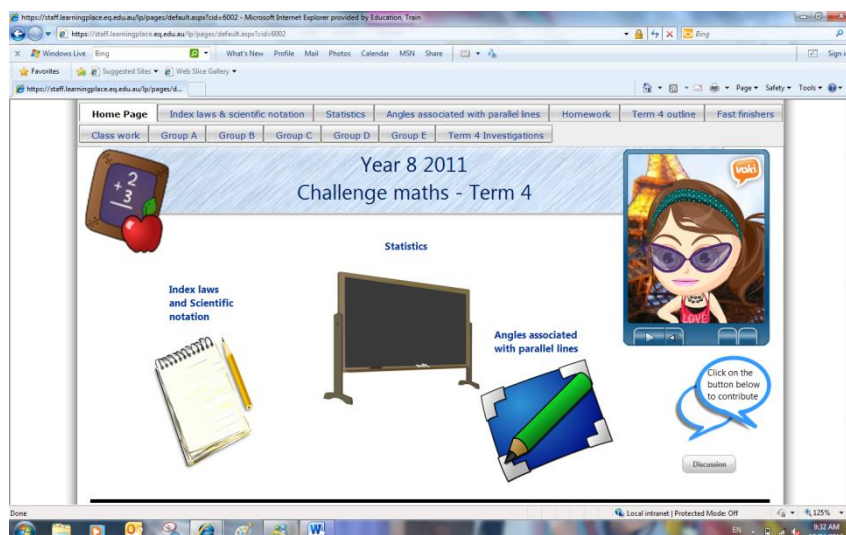 https://staff.learningplace.eq.edu.au/lp/pages/default.aspx?cid=6002 - Microsoft Internet Explorer provided by Education, Train
https://staff.learningplace.eq.edu.au/lp/pages/default.aspx?cid=6002
Bing
X Windows Live Bing What's New Profile Mail Photos Calendar MSN Share Sign i
Favorites Suggested Sites Web Slice Gallery
https://staff.learningplace.eq.edu.au/lp/pages/d... Page Safety Tools
Home Page Index laws & scientific notation Statistics Angles associated with parallel lines Homework Term 4 outline Fast finishers
Class work Group A Group B Group C Group D Group E Term 4 Investigations
Year 8 2011
Challenge maths - Term 4
2
+
3
voki
LOVE
Statistics
Index laws
and Scientific
notation
Angles associated
with parallel lines
Click on the
button below
to contribute
Discussion
Done Local intranet | Protected Mode: Off 125%
EN 9:32 AM